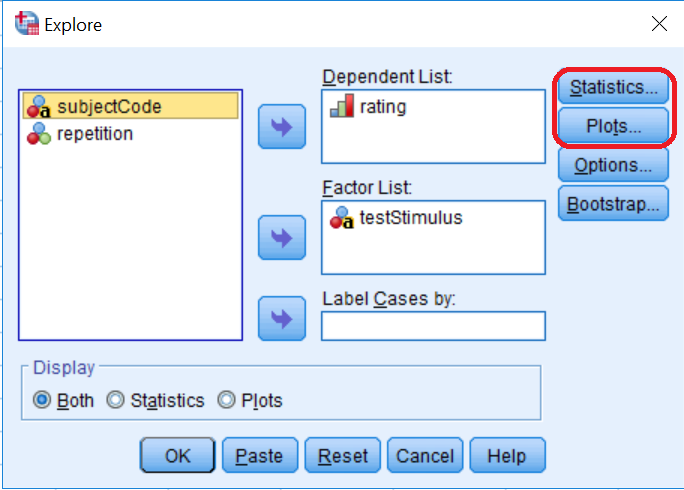 Explore
subjectCode
repetition
Dependent List:
rating
Factor List:
testStimulus
Label Cases by:
Statistics...
Plots...
Options...
Bootstrap...
Display
Both Statistics Plots
OK Paste Reset Cancel Help